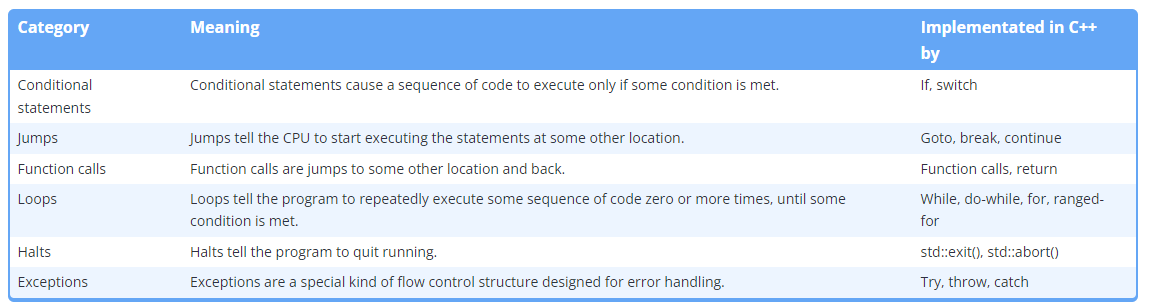 Category Meaning Implementated in C++
by
Conditional Conditional statements cause a sequence of code to execute only if some condition is met. If, switch
statements
Jumps Jumps tell the CPU to start executing the statements at some other location. Goto, break, continue
Function calls Function calls are jumps to some other location and back. Function calls, return
Loops Loops tell the program to repeatedly execute some sequence of code zero or more times, until some While, do-while, for, ranged-
condition is met. for
Halts Halts tell the program to quit running. std::exit(), std::abort()
Exceptions Exceptions are a special kind of flow control structure designed for error handling. Try, throw, catch